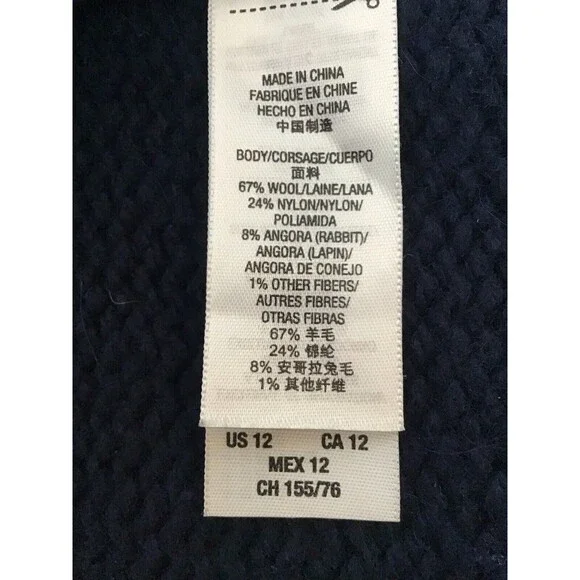 MADE IN CHINA
FABRIQUE EN CHINE
HECHO EN CHINA
中国制造
BODY/CORSAGE/CUERPO
面料
67% WOOL/LAINE/LANA
24% NYLON/NYLON/
POLIAMIDA
8% ANGORA (RABBIT)/
ANGORA (LAPIN)/
ANGORA DE CONEJO
1% OTHER FIBERS/
AUTRES FIBRES/
OTRAS FIBRAS
67% 羊毛
24% 锦纶
8% 安哥拉兔毛
1% 其他纤维
US 12 CA 12
MEX 12
CH 155/76